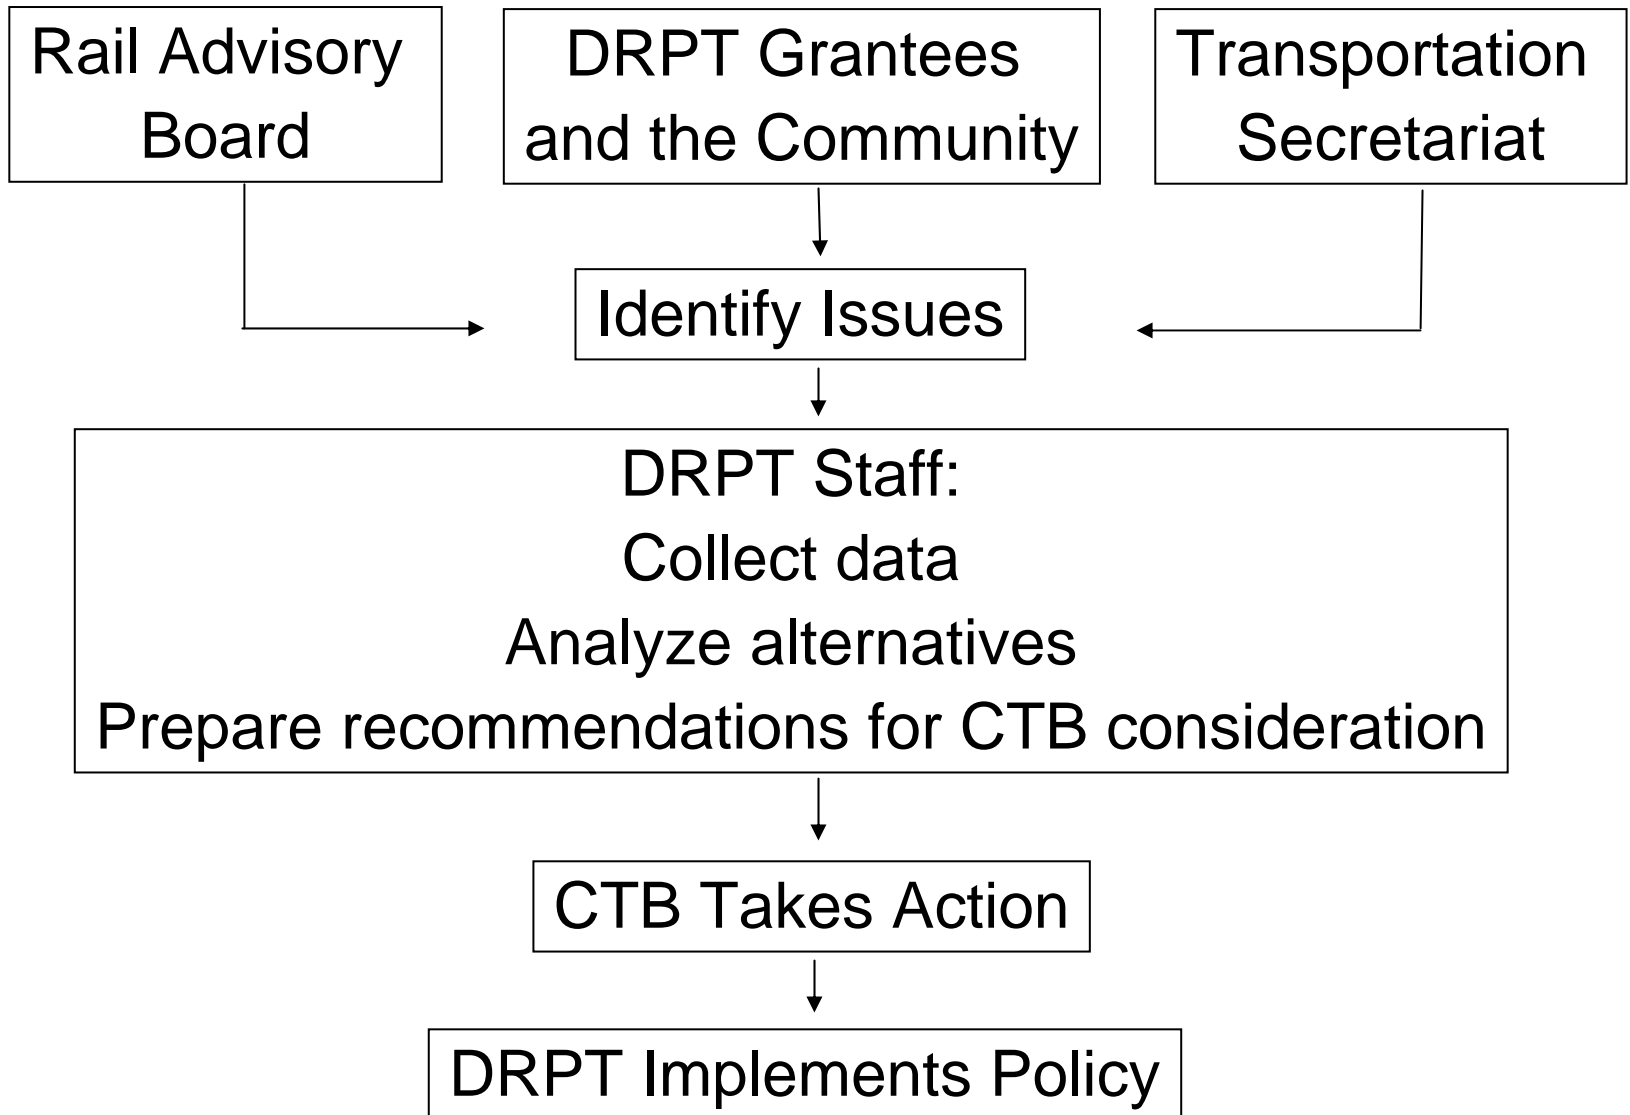 Rail Advisory
Board
DRPT Grantees
and the Community
Transportation
Secretariat
Identify Issues
DRPT Staff:
Collect data
Analyze alternatives
Prepare recommendations for CTB consideration
CTB Takes Action
DRPT Implements Policy